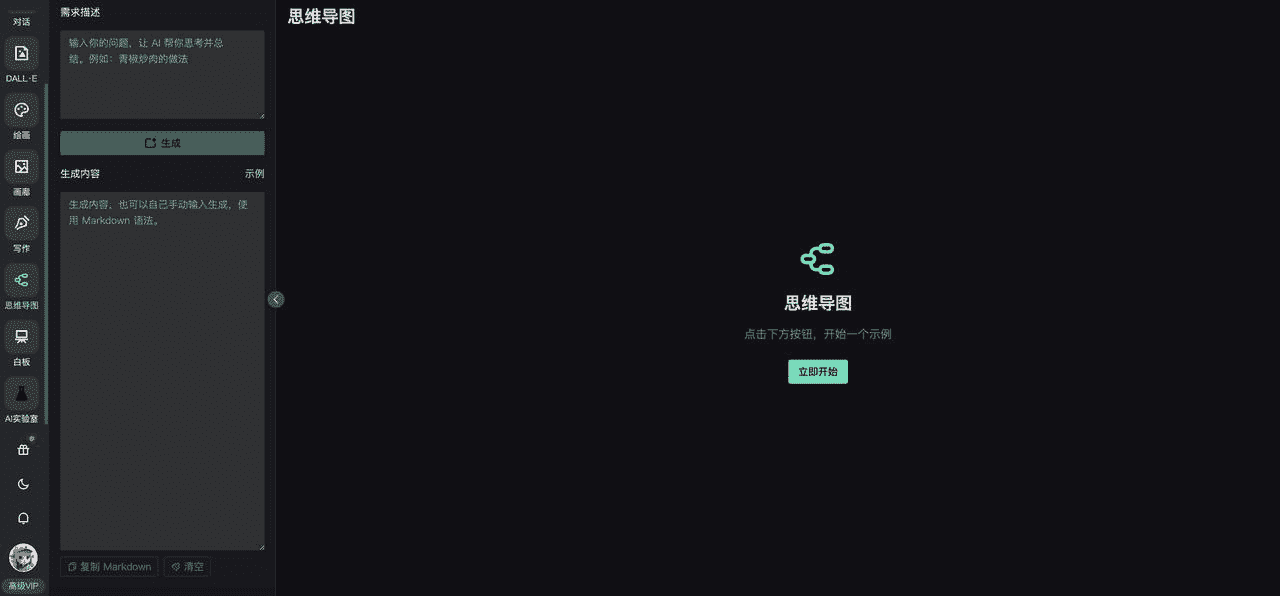 对话
DALL·E
绘画
画廊
写作
思维导图
白板
AI实验室
高级VIP
需求描述
输入你的问题，让 AI 帮你思考并总
结。例如：青椒炒肉的做法
生成
生成内容
示例
生成内容，也可以自己手动输入生成，使
用 Markdown 语法。
复制 Markdown
清空
思维导图
思维导图
点击下方按钮，开始一个示例
立即开始